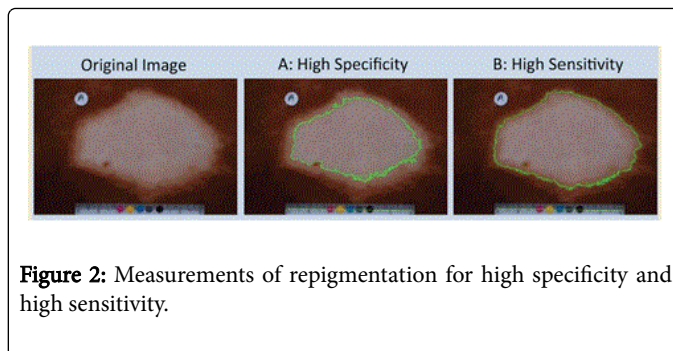 Original Image
A: High Specificity
B: High Sensitivity
Figure 2: Measurements of repigmentation for high specificity and
high sensitivity.